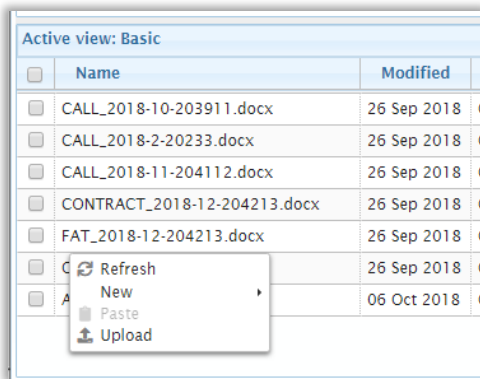 Active view: Basic
Name Modified
CALL_2018-10-203911.docx 26 Sep 2018
CALL_2018-2-20233.docx 26 Sep 2018
CALL_2018-11-204112.docx 26 Sep 2018
CONTRACT_2018-12-204213.docx 26 Sep 2018
FAT_2018-12-204213.docx 26 Sep 2018
Refresh 26 Sep 2018
New
A 06 Oct 2018
Paste
Upload